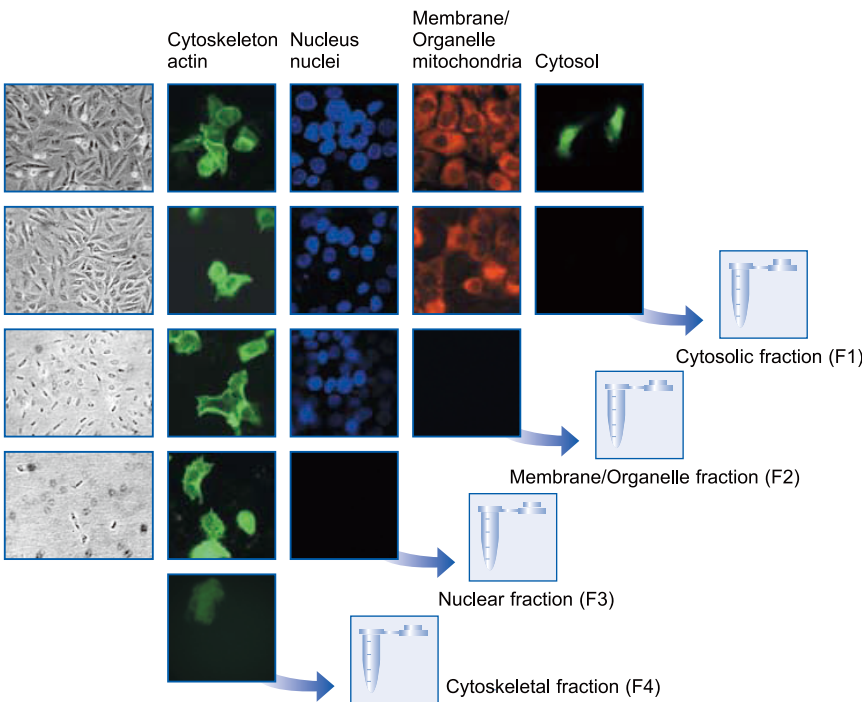 Cytoskeleton
actin
Nucleus
nuclei
Membrane/
Organelle
mitochondria
Cytosol
Cytosolic fraction (F1)
Membrane/Organelle fraction (F2)
Nuclear fraction (F3)
Cytoskeletal fraction (F4)